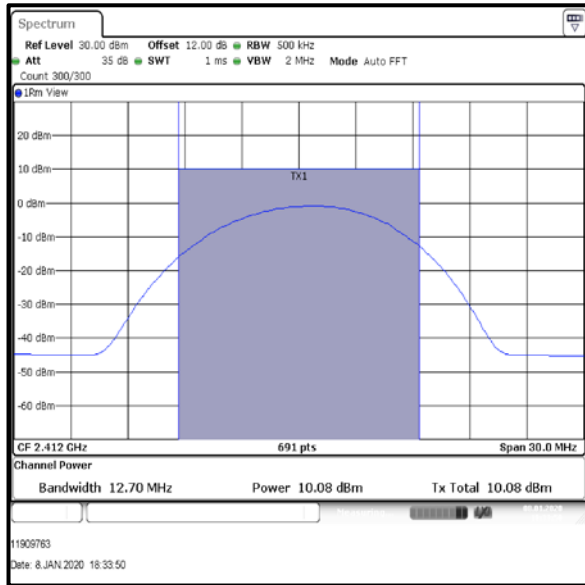 Spectrum
Ref Level 30.00 dBm Offset 12.00 dB RBW 500 kHz
Att 35 dB SWT 1 ms VBW 2 MHz Mode Auto FFT
Count 300/300
1Rm View
20 dBm
10 dBm
TX1
0 dBm
-10 dBm
-20 dBm
-30 dBm
-40 dBm
-50 dBm
-60 dBm
CF 2.412 GHz 691 pts Span 30.0 MHz
Channel Power
Bandwidth 12.70 MHz Power 10.08 dBm Tx Total 10.08 dBm
11909763
Date: 8.JAN.2020 18:33:50